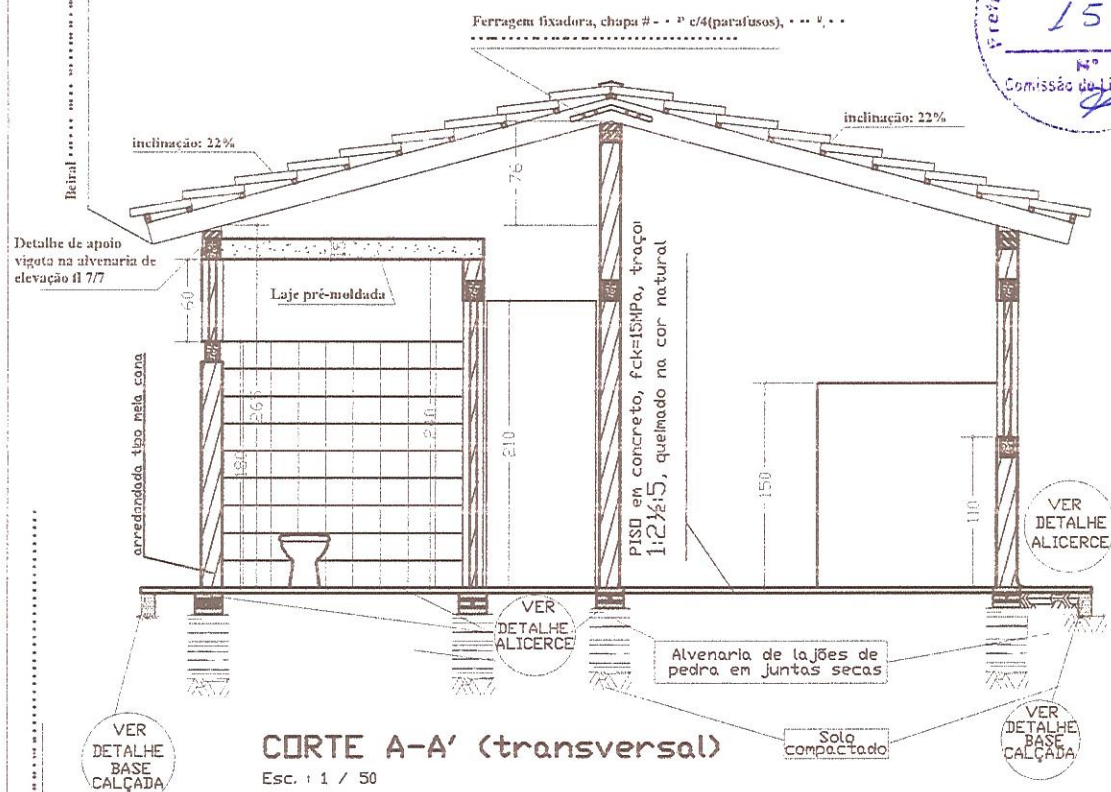 Ferragem fixadora, chapa # c/4(parafusos),
15
Nº
Comissão de
inclinação: 22%
inclinação: 22%
Beiral
76
Detalhe de apoio
vigota na alvenaria de
elevação fl 7/7
15
60
Laje pré-moldada
arredondada tipo meia cana
180
265
240
210
PISO em concreto, fck=15MPa, traço:
1:2½:5, queimado na cor natural
150
110
VER
DETALHE
ALICERCE
VER
DETALHE
ALICERCE
Alvenaria de lajões de
pedra em juntas secas
VER
DETALHE
BASE
CALÇADA
Solo
compactado
VER
DETALHE
BASE
CALÇADA
CORTE A-A' (transversal)
Esc. : 1 / 50